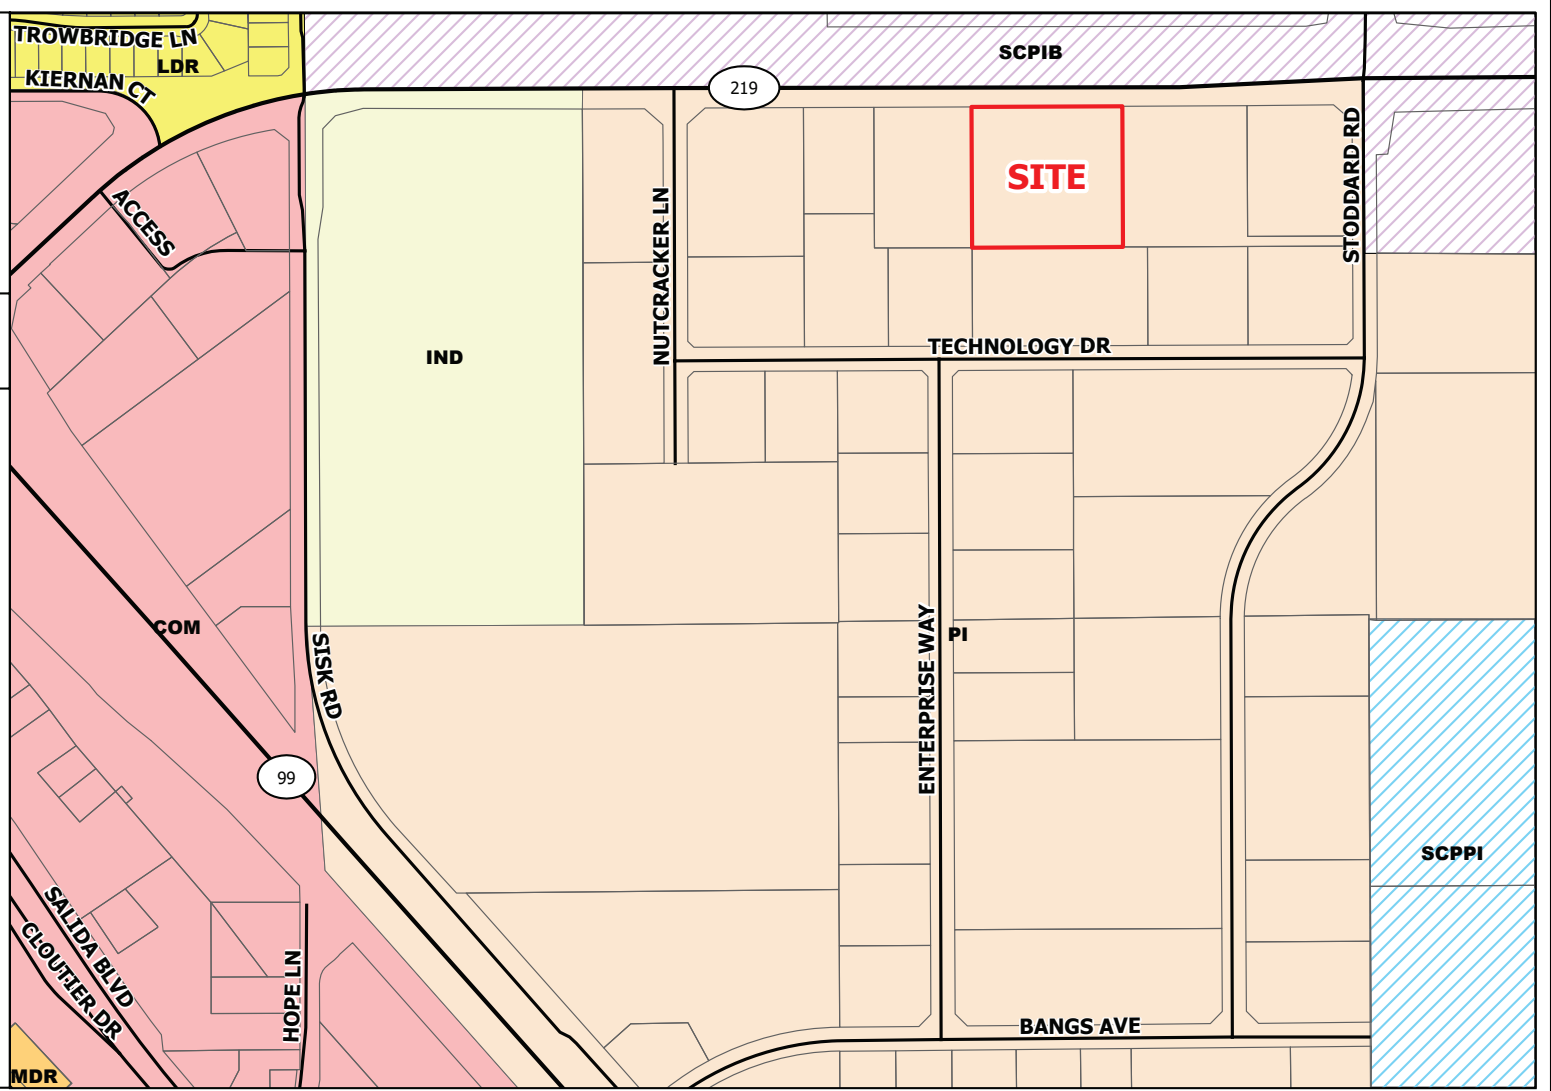 TROWBRIDGE LN
LDR
KIERNAN CT
SCPIB
219
ACCESS
SITE
NUTCRACKER LN
STODDARD RD
IND
TECHNOLOGY DR
COM
SISK RD
ENTERPRISE WAY
PI
99
SCPPI
SALIDA BLVD
CLOUTIER DR
HOPE LN
BANGS AVE
MDR